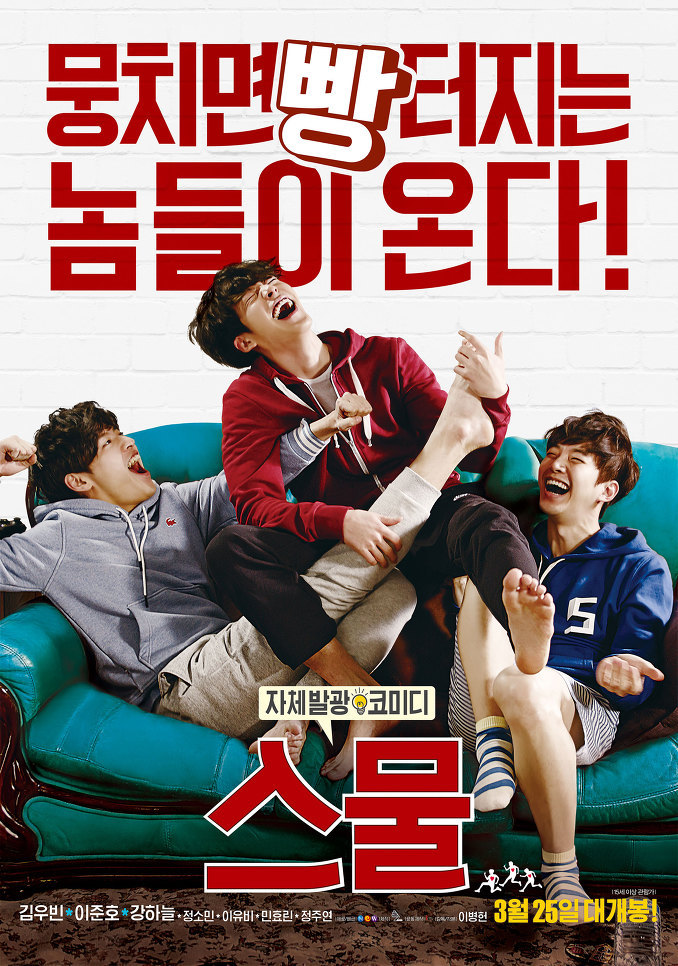 뭉치면 빵 터지는
놈들이 온다!
S
자체발광 코미디
스물
15세 이상 관람가
김우빈*이준호*강하늘*정소민*이유비*민효린*정주연 NEW 이병헌 3월 25일 대개봉!